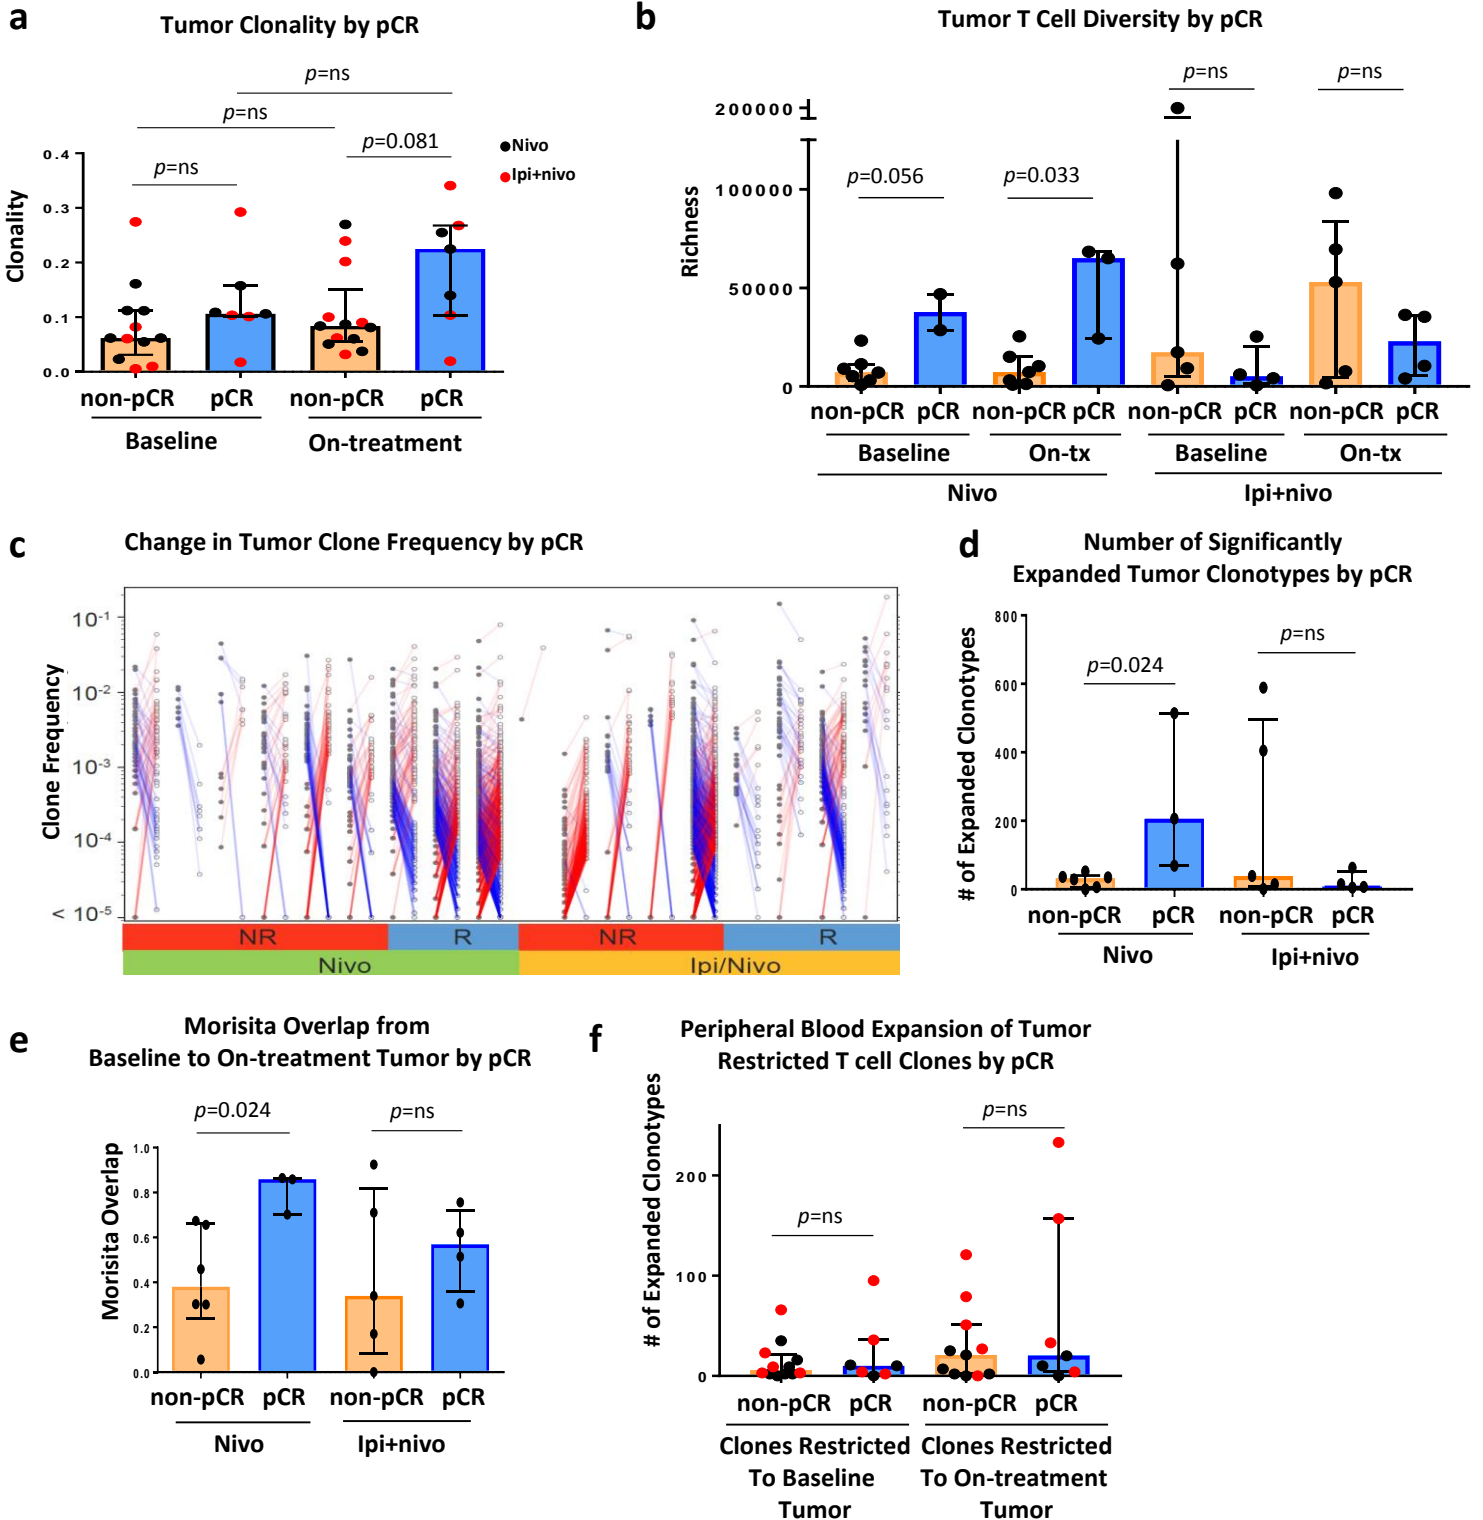 a
Tumor Clonality by pCR
p=ns
p=ns
p=0.081
p=ns
Nivo
Ipi+nivo
Clonality
0.4
0.3
0.2
0.1
0.0
non-pCR pCR non-pCR pCR
Baseline On-treatment
b
Tumor T Cell Diversity by pCR
p=ns p=ns
p=0.056 p=0.033
Richness
200000
100000
50000
0
non-pCR pCR non-pCR pCR non-pCR pCR non-pCR pCR
Baseline On-tx Baseline On-tx
Nivo Ipi+nivo
c
Change in Tumor Clone Frequency by pCR
Clone Frequency
10-1
10-2
10-3
10-4
< 10-5
NR R NR R
Nivo Ipi/Nivo
d
Number of Significantly
Expanded Tumor Clonotypes by pCR
p=ns
p=0.024
# of Expanded Clonotypes
800
600
400
200
0
non-pCR pCR non-pCR pCR
Nivo Ipi+nivo
e
Morisita Overlap from
Baseline to On-treatment Tumor by pCR
p=0.024 p=ns
Morisita Overlap
1.0
0.8
0.6
0.4
0.2
0.0
non-pCR pCR non-pCR pCR
Nivo Ipi+nivo
f
Peripheral Blood Expansion of Tumor
Restricted T cell Clones by pCR
p=ns
p=ns
# of Expanded Clonotypes
200
100
0
non-pCR pCR non-pCR pCR
Clones Restricted Clones Restricted
To Baseline To On-treatment
Tumor Tumor